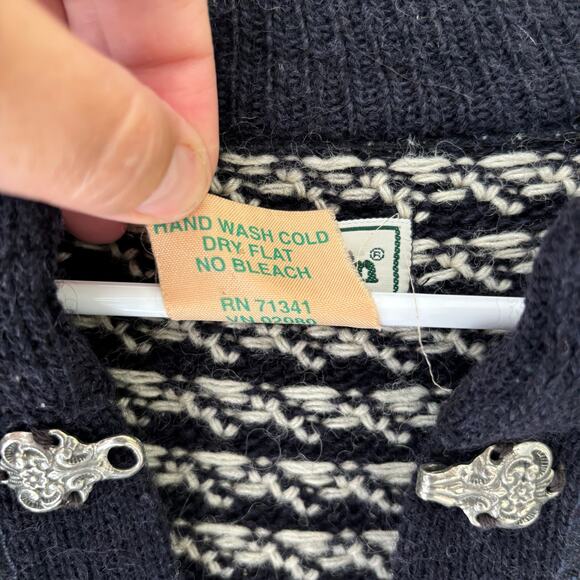 HAND WASH COLD
DRY FLAT
NO BLEACH
RN 71341